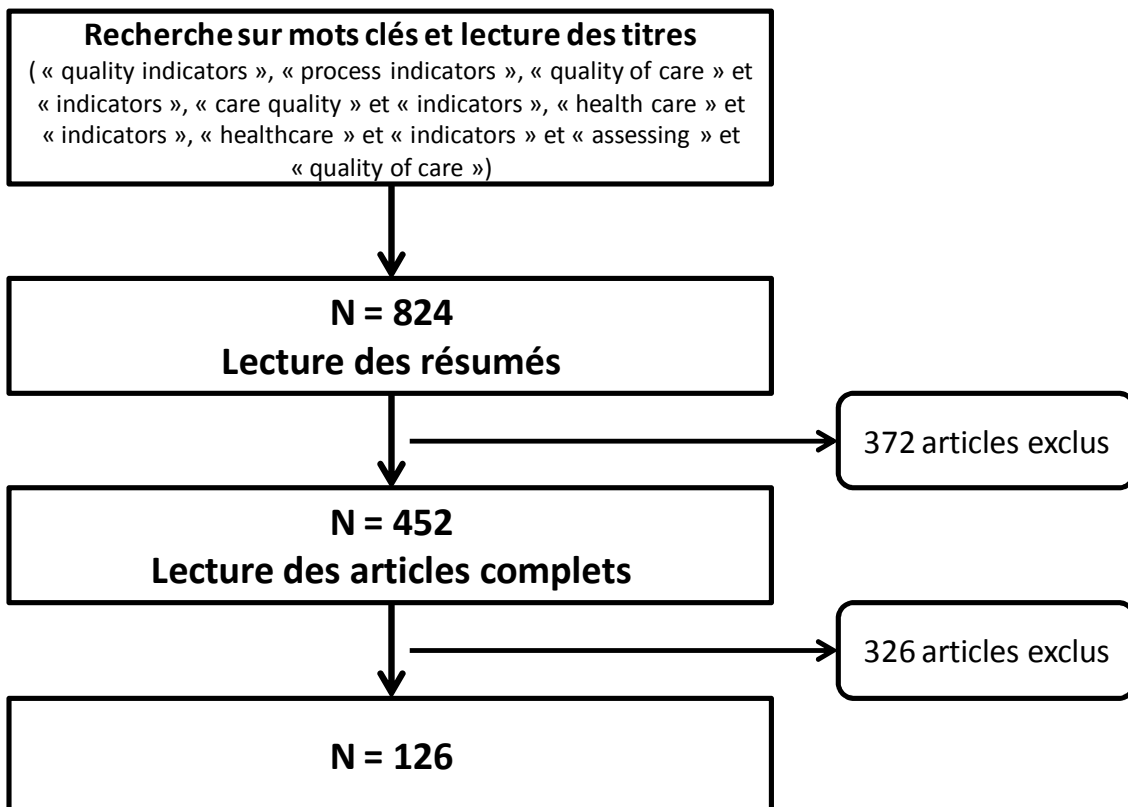 Recherche sur mots clés et lecture des titres
( « quality indicators », « process indicators », « quality of care » et
« indicators », « care quality » et « indicators », « health care » et
« indicators », « healthcare » et « indicators » et « assessing » et
« quality of care »)
N = 824
Lecture des résumés
372 articles exclus
N = 452
Lecture des articles complets
326 articles exclus
N = 126